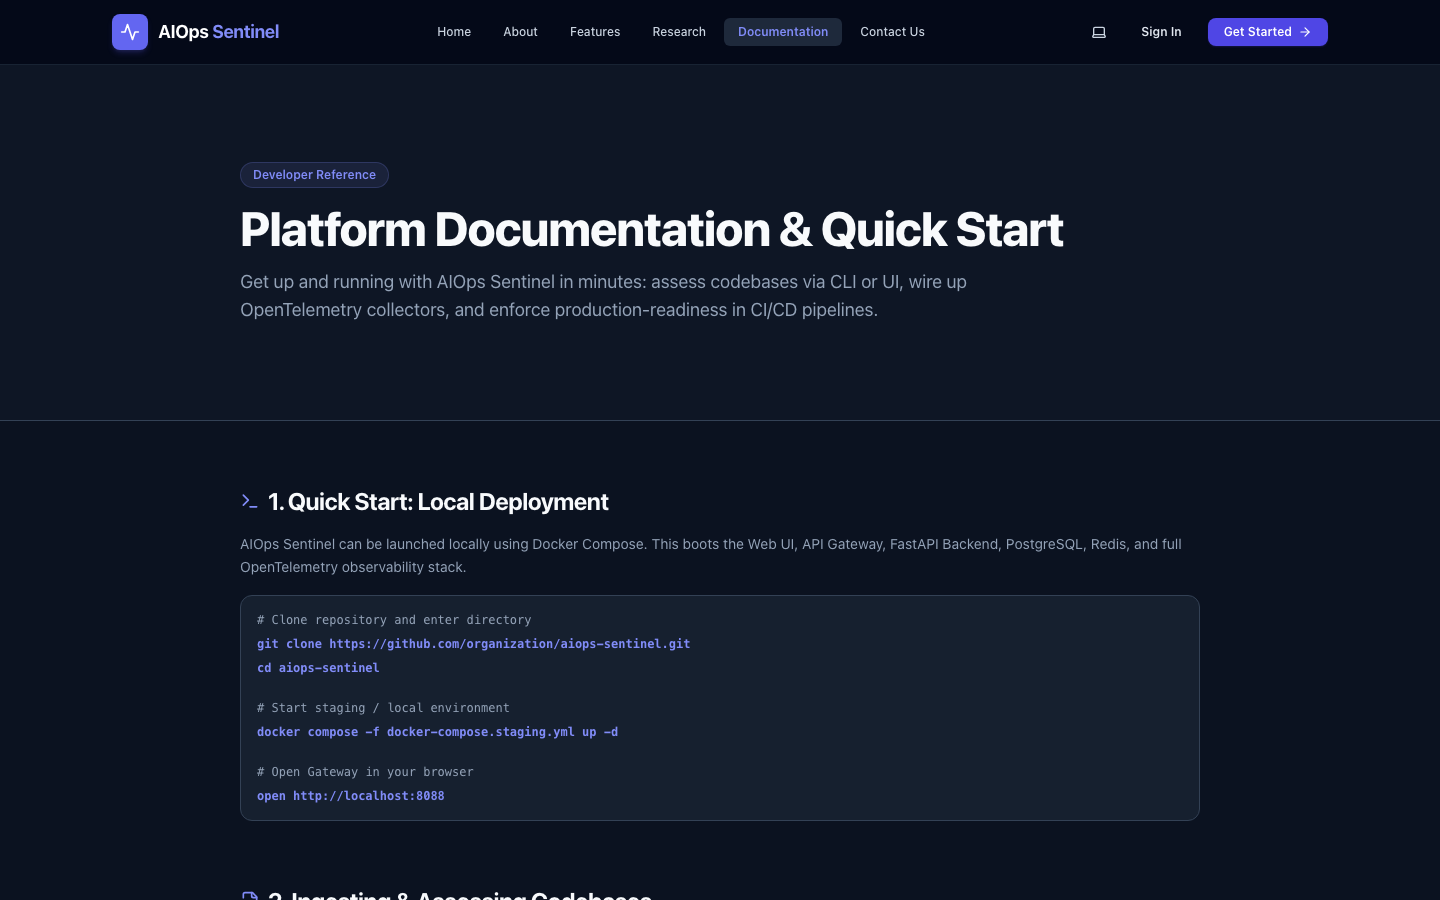 AIOps Sentinel
Home
About
Features
Research
Documentation
Contact Us
Sign In
Get Started
Developer Reference
Platform Documentation & Quick Start
Get up and running with AIOps Sentinel in minutes: assess codebases via CLI or UI, wire up
OpenTelemetry collectors, and enforce production-readiness in CI/CD pipelines.
1. Quick Start: Local Deployment
AIOps Sentinel can be launched locally using Docker Compose. This boots the Web UI, API Gateway, FastAPI Backend, PostgreSQL, Redis, and full
OpenTelemetry observability stack.
# Clone repository and enter directory
git clone https://github.com/organization/aiops-sentinel.git
cd aiops-sentinel
# Start staging / local environment
docker compose -f docker-compose.staging.yml up -d
# Open Gateway in your browser
open http://localhost:8088
2. Ingesting & Assessing Codebases